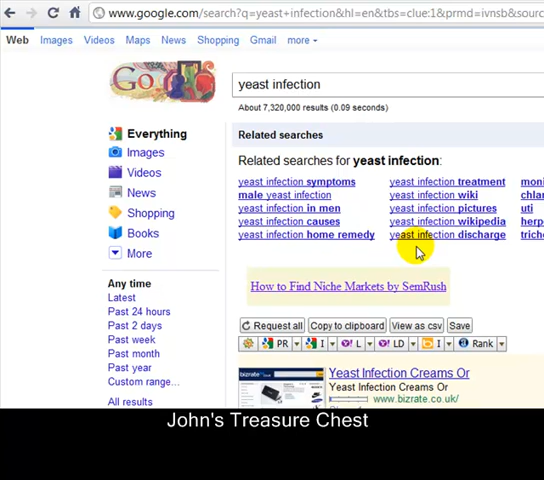 www.google.com/search?q=yeast+infection&hl=en&tbs=clue:1&prmd=ivnsb&sourc
Web Images Videos Maps News Shopping Gmail more
Google
yeast infection
About 7,320,000 results (0.09 seconds)
Everything
Images
Videos
News
Shopping
Books
More
Any time
Latest
Past 24 hours
Past 2 days
Past week
Past month
Past year
Custom range...
All results
Related searches
Related searches for yeast infection:
yeast infection symptoms yeast infection treatment
male yeast infection yeast infection wiki
yeast infection in men yeast infection pictures uti
yeast infection causes yeast infection wikipedia
yeast infection home remedy yeast infection discharge
How to Find Niche Markets by SemRush
Request all Copy to clipboard View as csv Save
PR I L LD I Rank
Yeast Infection Creams Or
Yeast Infection Creams Or
www.bizrate.co.uk/
bizrate
John's Treasure Chest